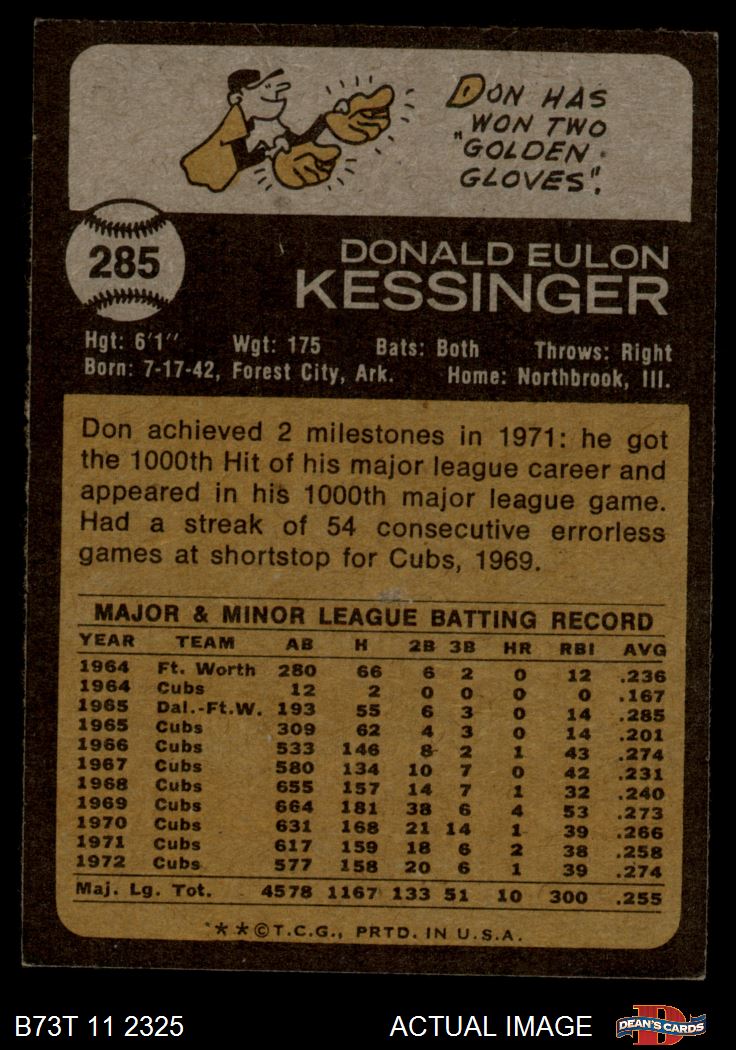 DON HAS
WON TWO
"GOLDEN
GLOVES".
285
DONALD EULON
KESSINGER
Hgt: 6'1" Wgt: 175 Bats: Both Throws: Right
Born: 7-17-42, Forest City, Ark. Home: Northbrook, Ill.
Don achieved 2 milestones in 1971: he got
the 1000th Hit of his major league career and
appeared in his 1000th major league game.
Had a streak of 54 consecutive errorless
games at shortstop for Cubs, 1969.
MAJOR & MINOR LEAGUE BATTING RECORD
YEAR TEAM AB H 2B 3B HR RBI AVG
1964 Ft. Worth 280 66 6 2 0 12 .236
1964 Cubs 12 2 0 0 0 0 .167
1965 Dal.-Ft.W. 193 55 6 3 0 14 .285
1965 Cubs 309 62 4 3 0 14 .201
1966 Cubs 533 146 8 2 1 43 .274
1967 Cubs 580 134 10 7 0 42 .231
1968 Cubs 655 157 14 7 1 32 .240
1969 Cubs 664 181 38 6 4 53 .273
1970 Cubs 631 168 21 14 1 39 .266
1971 Cubs 617 159 18 6 2 38 .258
1972 Cubs 577 158 20 6 1 39 .274
Maj. Lg. Tot. 4578 1167 133 51 10 300 .255
**©T.C.G., PRTD. IN U.S.A.
B73T 11 2325 ACTUAL IMAGE DEAN'S CARDS